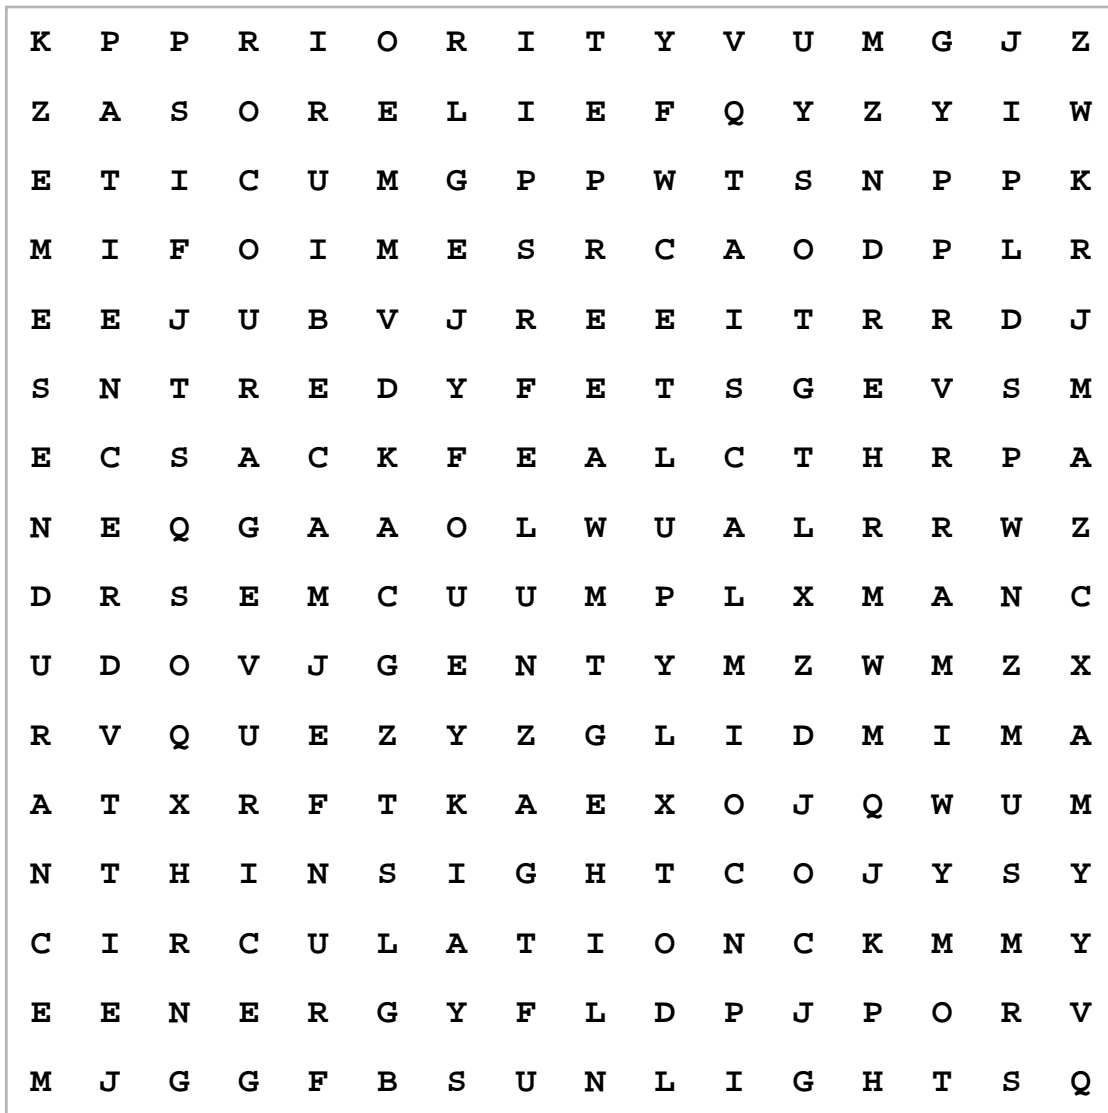 K P P R I O R I T Y V U M G J Z
Z A S O R E L I E F Q Y Z Y I W
E T I C U M G P P W T S N P P K
M I F O I M E S R C A O D P L R
E E J U B V J R E E I T R R D J
S N T R E D Y F E T S G E V S M
E C S A C K F E A L C T H R P A
N E Q G A A O L W U A L R R W Z
D R S E M C U U M P L X M A N C
U D O V J G E N T Y M Z W M Z X
R V Q U E Z Y Z G L I D M I M A
A T X R F T K A E X O J Q W U M
N T H I N S I G H T C O J Y S Y
C I R C U L A T I O N C K M M Y
E E N E R G Y F L D P J P O R V
M J G G F B S U N L I G H T S Q